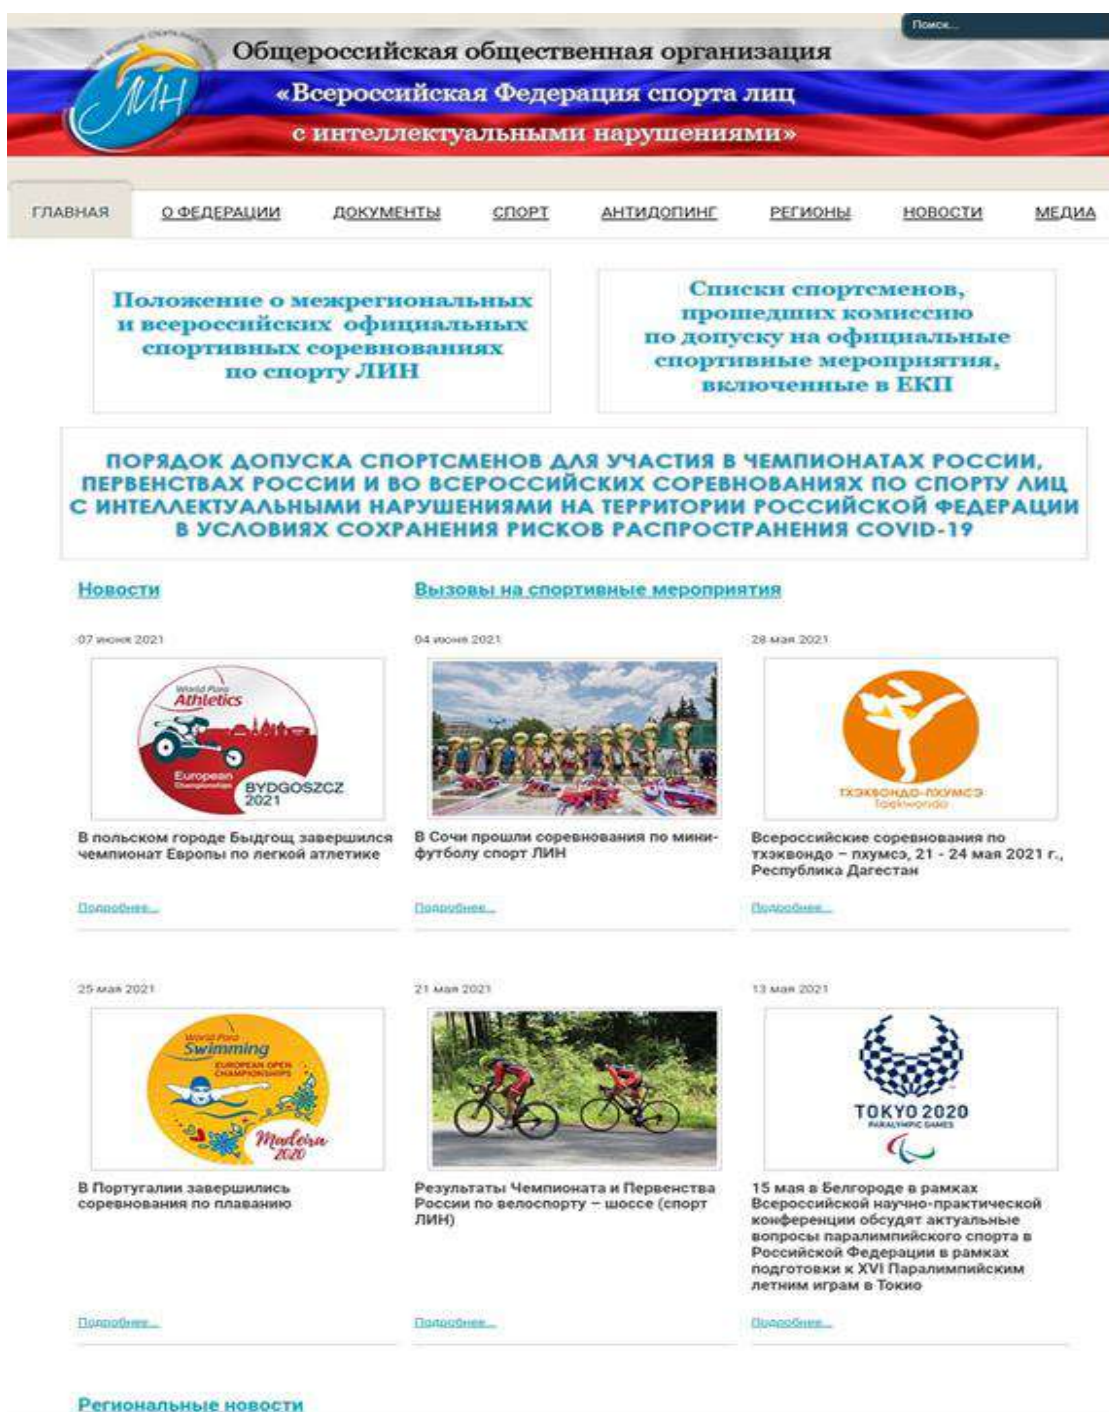 Поиск...
Общероссийская общественная организация
«Всероссийская Федерация спорта лиц
с интеллектуальными нарушениями»
ЛИН
ГЛАВНАЯ О ФЕДЕРАЦИИ ДОКУМЕНТЫ СПОРТ АНТИДОПИНГ РЕГИОНЫ НОВОСТИ МЕДИА
Положение о межрегиональных
и всероссийских официальных
спортивных соревнованиях
по спорту ЛИН
Списки спортсменов,
прошедших комиссию
по допуску на официальные
спортивные мероприятия,
включенные в ЕКП
ПОРЯДОК ДОПУСКА СПОРТСМЕНОВ ДЛЯ УЧАСТИЯ В ЧЕМПИОНАТАХ РОССИИ,
ПЕРВЕНСТВАХ РОССИИ И ВО ВСЕРОССИЙСКИХ СОРЕВНОВАНИЯХ ПО СПОРТУ ЛИЦ
С ИНТЕЛЛЕКТУАЛЬНЫМИ НАРУШЕНИЯМИ НА ТЕРРИТОРИИ РОССИЙСКОЙ ФЕДЕРАЦИИ
В УСЛОВИЯХ СОХРАНЕНИЯ РИСКОВ РАСПРОСТРАНЕНИЯ COVID-19
Новости
Вызовы на спортивные мероприятия
07 июня 2021
World Para
Athletics
European
Championships
BYDGOSZCZ
2021
В польском городе Быдгощ завершился
чемпионат Европы по легкой атлетике
Подробнее...
04 июня 2021
В Сочи прошли соревнования по мини-
футболу спорт ЛИН
Подробнее...
28 мая 2021
ТХЭКВОНДО-ПХУМСЭ
Taekwondo
Всероссийские соревнования по
тхэквондо – пхумсэ, 21 - 24 мая 2021 г.,
Республика Дагестан
Подробнее...
25 мая 2021
World Para
Swimming
EUROPEAN OPEN
CHAMPIONSHIPS
Madeira
2020
В Португалии завершились
соревнования по плаванию
Подробнее...
21 мая 2021
Результаты Чемпионата и Первенства
России по велоспорту – шоссе (спорт
ЛИН)
Подробнее...
13 мая 2021
TOKYO 2020
PARALYMPIC GAMES
15 мая в Белгороде в рамках
Всероссийской научно-практической
конференции обсудят актуальные
вопросы паралимпийского спорта в
Российской Федерации в рамках
подготовки к XVI Паралимпийским
летним играм в Токио
Подробнее...
Региональные новости